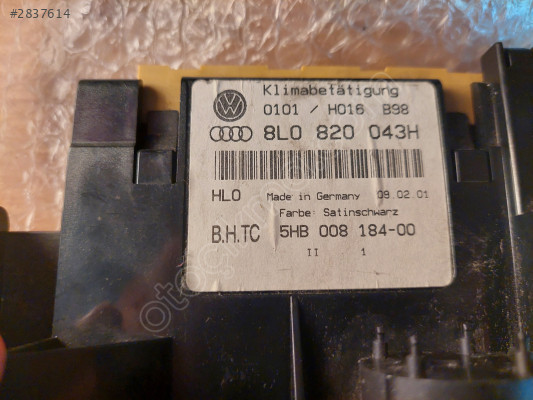 #2837614
Klimabetätigung
0101 / H016 B98
8L0 820 043H
HLO Made in Germany 09.02.01
Farbe: Satinschwarz
B.H.TC 5HB 008 184-00
II 1